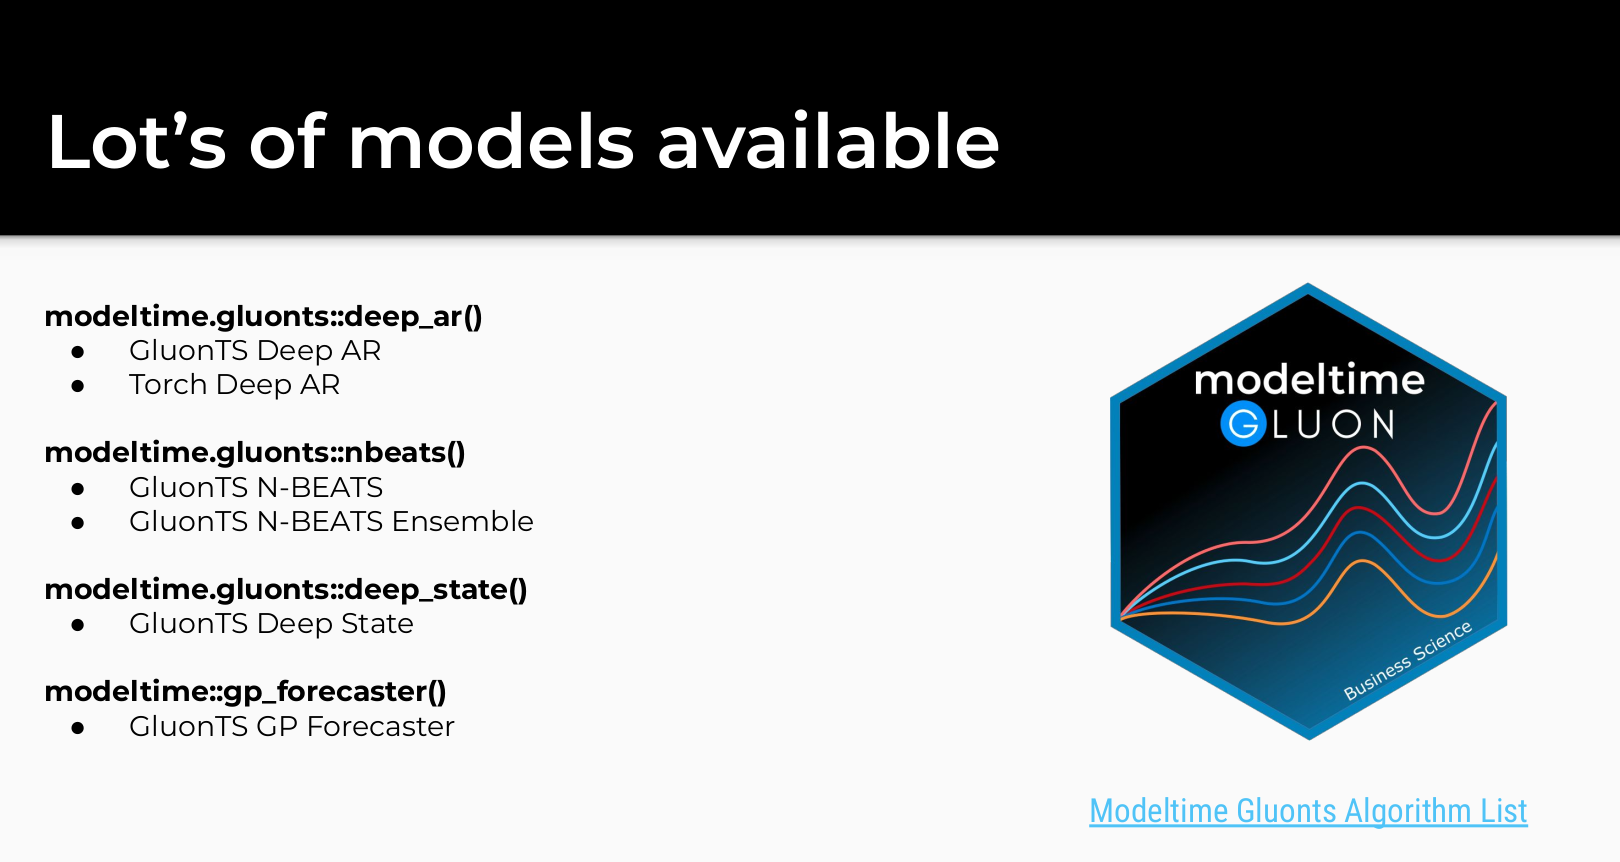 Lot’s of models available
modeltime.gluonts::deep_ar()
● GluonTS Deep AR
● Torch Deep AR
modeltime.gluonts::nbeats()
● GluonTS N-BEATS
● GluonTS N-BEATS Ensemble
modeltime.gluonts::deep_state()
● GluonTS Deep State
modeltime::gp_forecaster()
● GluonTS GP Forecaster
modeltime
GLUON
Business Science
Modeltime Gluonts Algorithm List